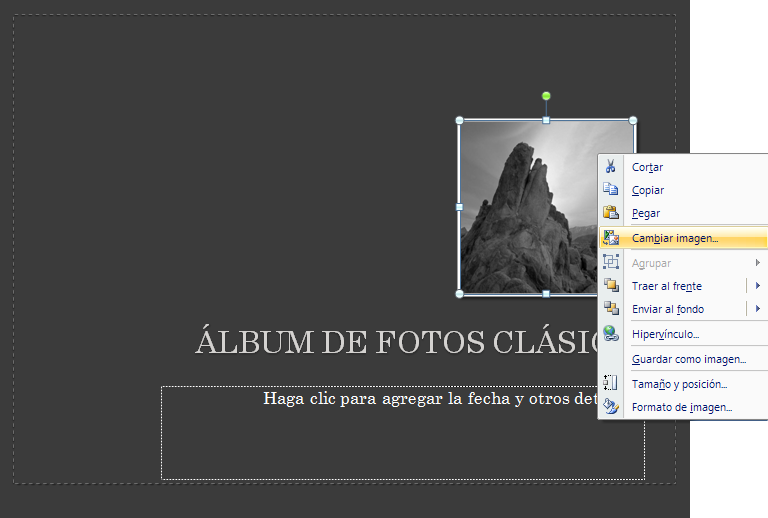 Cortar
Copiar
Pegar
Cambiar imagen...
Agrupar
Traer al frente
Enviar al fondo
Hipervínculo...
ÁLBUM DE FOTOS CLÁSIC
Guardar como imagen...
Tamaño y posición...
Haga clic para agregar la fecha y otros det
Formato de imagen...